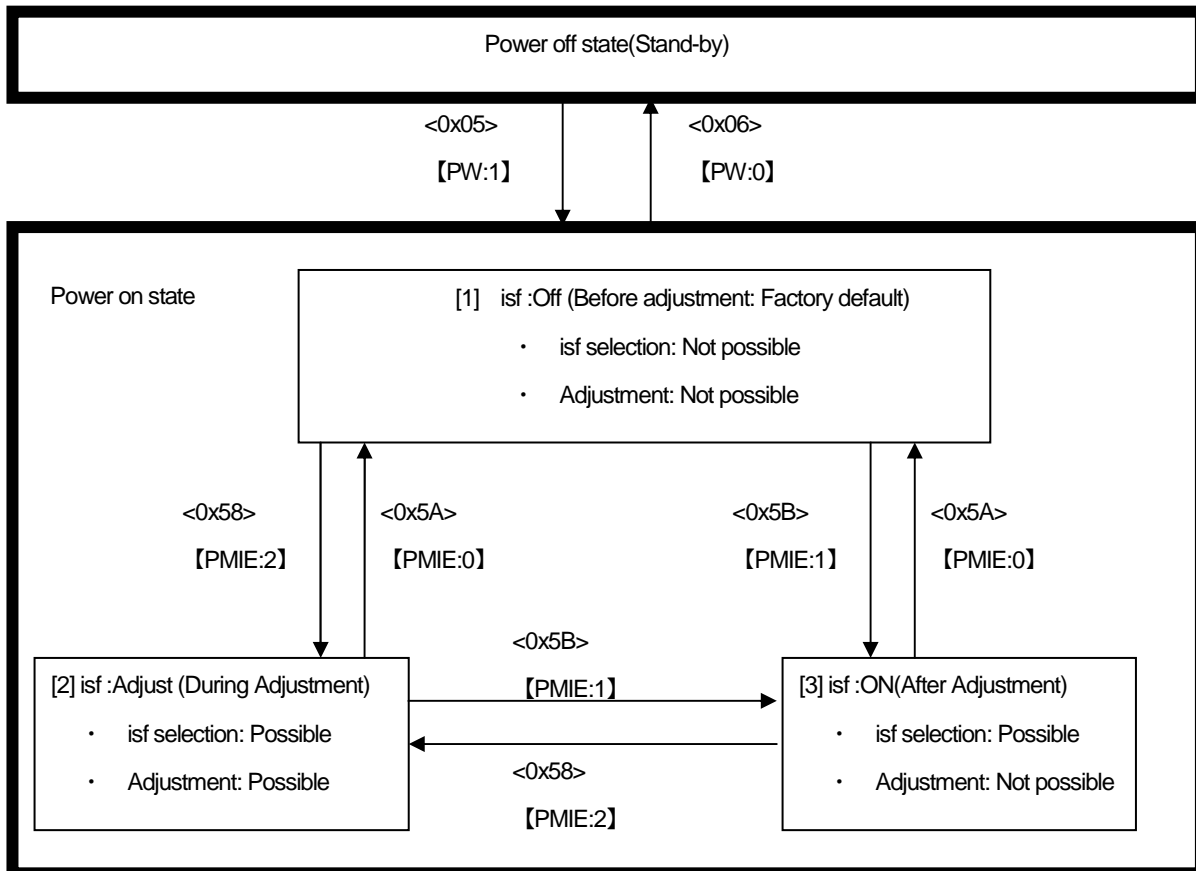 Power off state(Stand-by)
<0x05>
【PW:1】
<0x06>
【PW:0】
Power on state
[1] isf :Off (Before adjustment: Factory default)
・ isf selection: Not possible
・ Adjustment: Not possible
<0x58>
【PMIE:2】
<0x5A>
【PMIE:0】
<0x5B>
【PMIE:1】
<0x5A>
【PMIE:0】
[2] isf :Adjust (During Adjustment)
・ isf selection: Possible
・ Adjustment: Possible
<0x5B>
【PMIE:1】
<0x58>
【PMIE:2】
[3] isf :ON(After Adjustment)
・ isf selection: Possible
・ Adjustment: Not possible